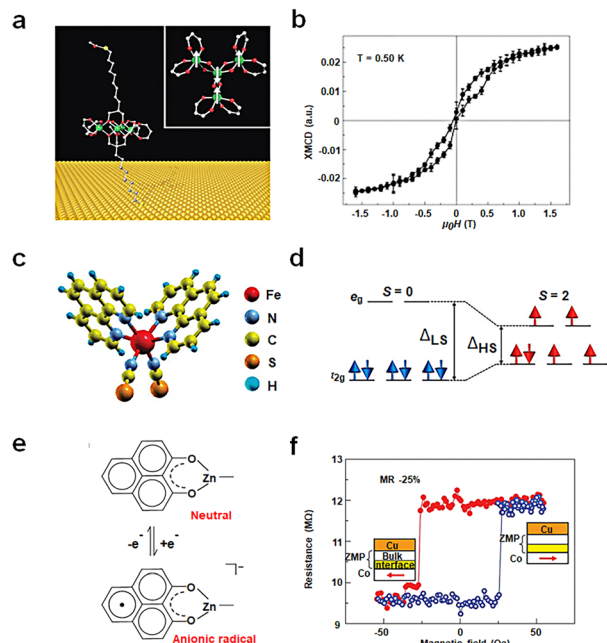 a
b
T = 0.50 K
XMCD (a.u.)
0.02
0.01
0
-0.01
-0.02
-1.5 -1.0 -0.5 0 0.5 1.0 1.5
μ0H (T)
c
Fe
N
C
S
H
d
eg
S = 0
S = 2
ΔLS
ΔHS
t2g
e
O
Zn
O
Neutral
-e- +e-
O
Zn
O
Anionic radical
f
MR -25%
Resistance (MΩ)
13
12
11
10
9
Cu
ZMP
Bulk
Interface
Co
Cu
ZMP
Co
-50 0 50
Magnetic field (Oe)